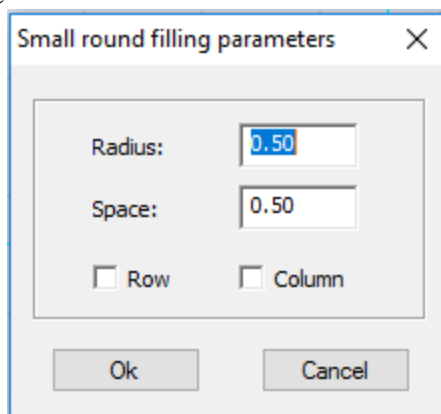 Small round filling parameters
Radius: 0.50
Space: 0.50
Row Column
Ok Cancel